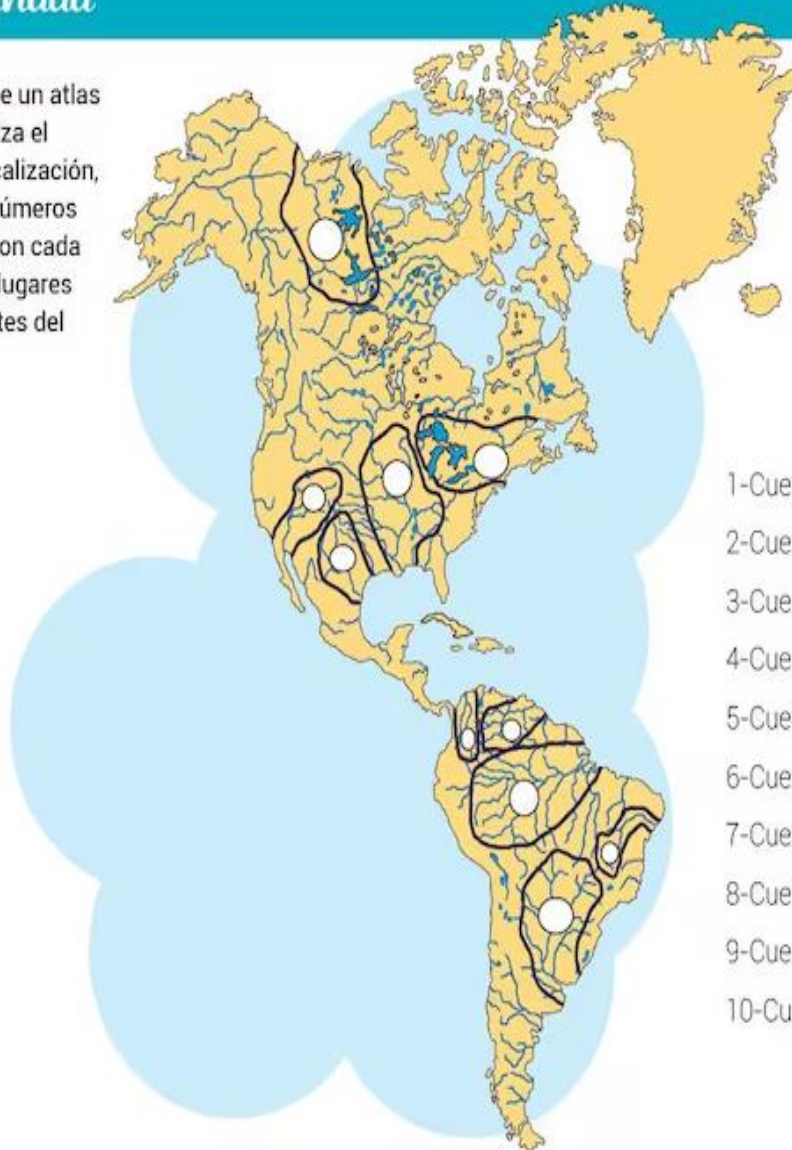 e un atlas
za el
calización,
úmeros
on cada
lugares
tes del
1-Cue
2-Cue
3-Cue
4-Cue
5-Cue
6-Cue
7-Cue
8-Cue
9-Cue
10-Cu